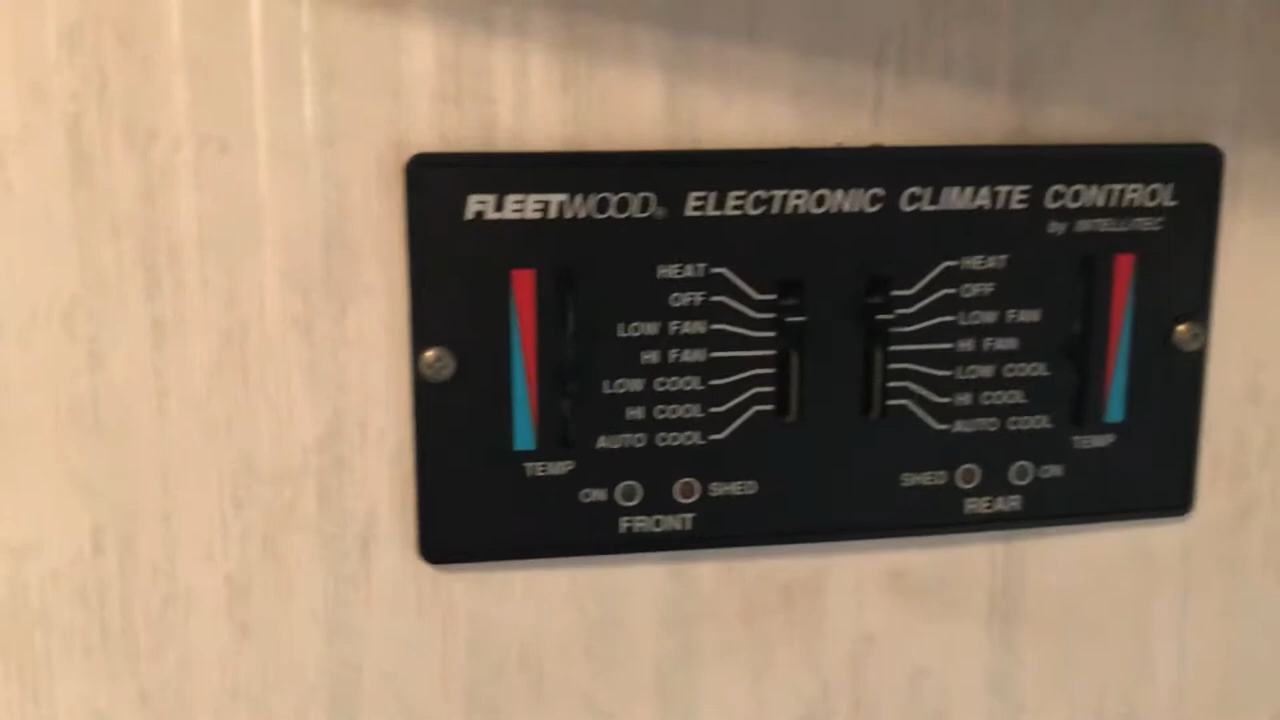 FLEETWOOD® ELECTRONIC CLIMATE CONTROL
by INTELLITEC
HEAT
OFF
LOW FAN
HI FAN
LOW COOL
HI COOL
AUTO COOL
TEMP
ON
SHED
FRONT
HEAT
OFF
LOW FAN
HI FAN
LOW COOL
HI COOL
AUTO COOL
TEMP
SHED
ON
REAR